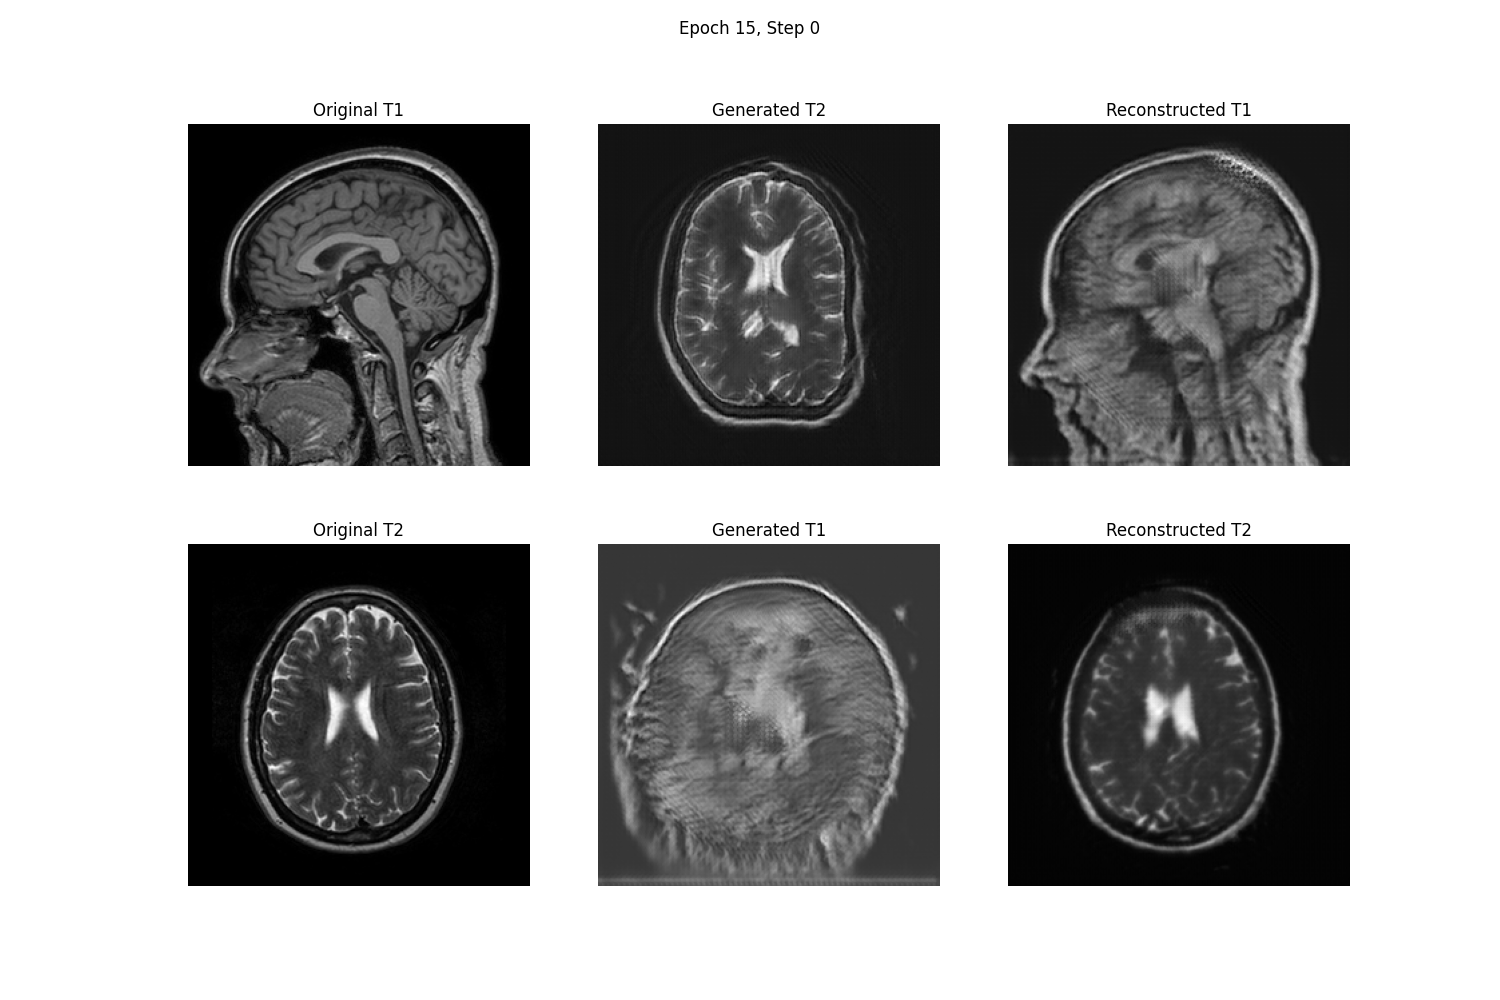 Epoch 15, Step 0
Original T1
Generated T2
Reconstructed T1
Original T2
Generated T1
Reconstructed T2